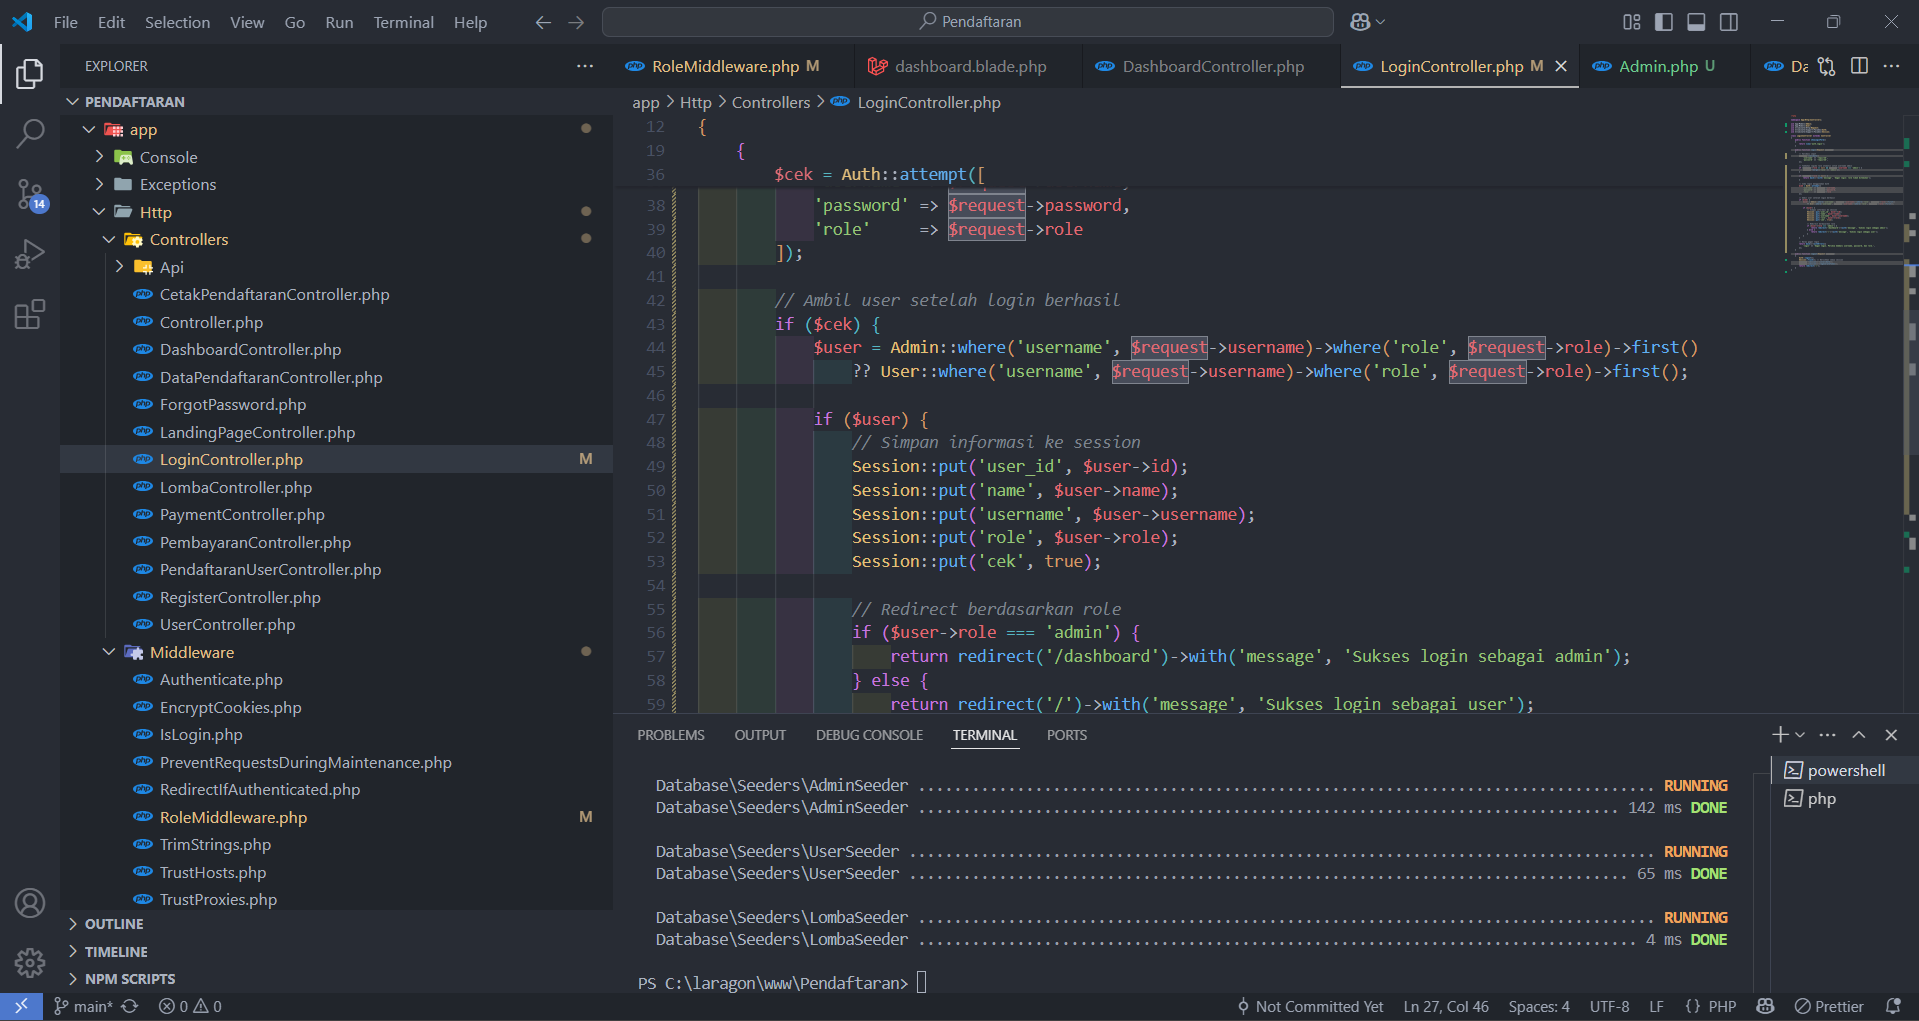 File Edit Selection View Go Run Terminal Help
Pendaftaran
EXPLORER
RoleMiddleware.php M
dashboard.blade.php
DashboardController.php
LoginController.php M
Admin.php U
Da
PENDAFTARAN
app
Console
Exceptions
Http
Controllers
Api
CetakPendaftaranController.php
Controller.php
DashboardController.php
DataPendaftaranController.php
ForgotPassword.php
LandingPageController.php
LoginController.php M
LombaController.php
PaymentController.php
PembayaranController.php
PendaftaranUserController.php
RegisterController.php
UserController.php
Middleware
Authenticate.php
EncryptCookies.php
IsLogin.php
PreventRequestsDuringMaintenance.php
RedirectIfAuthenticated.php
RoleMiddleware.php M
TrimStrings.php
TrustHosts.php
TrustProxies.php
OUTLINE
TIMELINE
NPM SCRIPTS
14
app > Http > Controllers > LoginController.php
12 {
19 {
36 $cek = Auth::attempt([
38 'password' => $request->password,
39 'role' => $request->role
40 ]);
41
42 // Ambil user setelah login berhasil
43 if ($cek) {
44 $user = Admin::where('username', $request->username)->where('role', $request->role)->first()
45 ?? User::where('username', $request->username)->where('role', $request->role)->first();
46
47 if ($user) {
48 // Simpan informasi ke session
49 Session::put('user_id', $user->id);
50 Session::put('name', $user->name);
51 Session::put('username', $user->username);
52 Session::put('role', $user->role);
53 Session::put('cek', true);
54
55 // Redirect berdasarkan role
56 if ($user->role === 'admin') {
57 return redirect('/dashboard')->with('message', 'Sukses login sebagai admin');
58 } else {
59 return redirect('/')->with('message', 'Sukses login sebagai user');
PROBLEMS OUTPUT DEBUG CONSOLE TERMINAL PORTS
Database\Seeders\AdminSeeder ........ RUNNING
Database\Seeders\AdminSeeder ........ 142 ms DONE
Database\Seeders\UserSeeder ........ RUNNING
Database\Seeders\UserSeeder ........ 65 ms DONE
Database\Seeders\LombaSeeder ........ RUNNING
Database\Seeders\LombaSeeder ........ 4 ms DONE
PS C:\laragon\www\Pendaftaran>
powershell
php
main* 0 0 Not Committed Yet Ln 27, Col 46 Spaces: 4 UTF-8 LF {} PHP Prettier